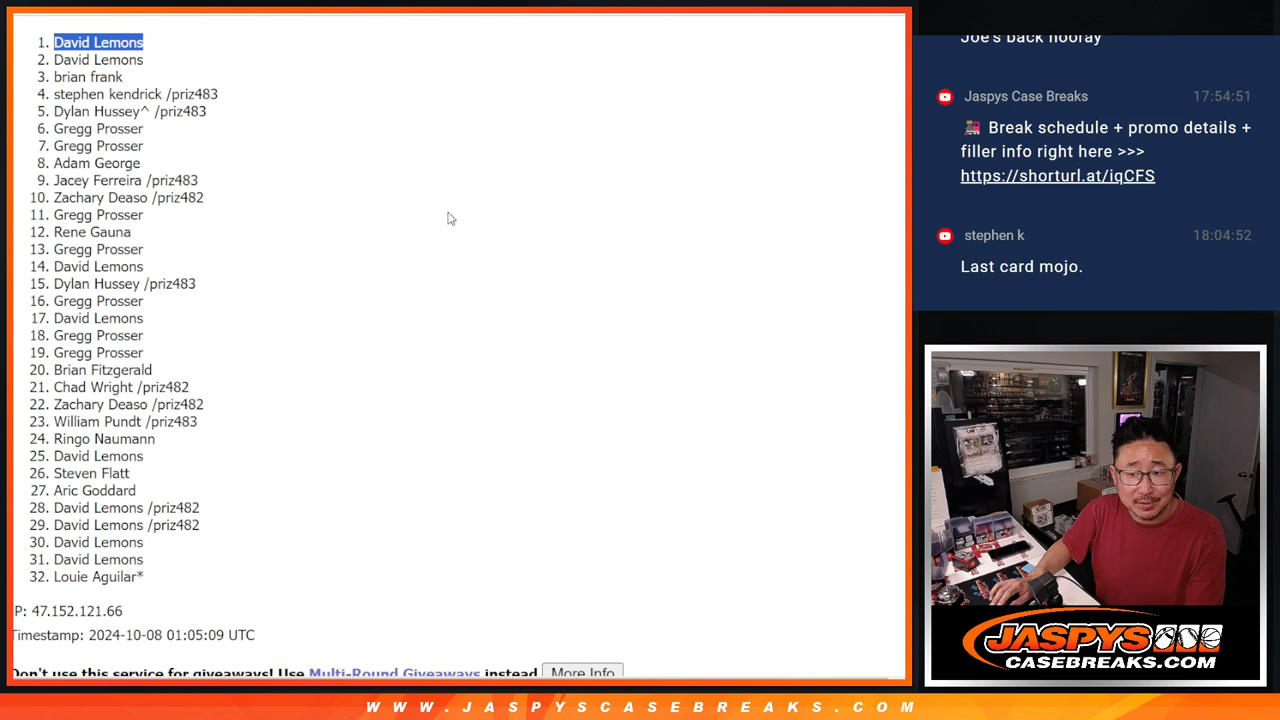 1. David Lemons
2. David Lemons
3. brian frank
4. stephen kendrick /priz483
5. Dylan Hussey^ /priz483
6. Gregg Prosser
7. Gregg Prosser
8. Adam George
9. Jacey Ferreira /priz483
10. Zachary Deaso /priz482
11. Gregg Prosser
12. Rene Gauna
13. Gregg Prosser
14. David Lemons
15. Dylan Hussey /priz483
16. Gregg Prosser
17. David Lemons
18. Gregg Prosser
19. Gregg Prosser
20. Brian Fitzgerald
21. Chad Wright /priz482
22. Zachary Deaso /priz482
23. William Pundt /priz483
24. Ringo Naumann
25. David Lemons
26. Steven Flatt
27. Aric Goddard
28. David Lemons /priz482
29. David Lemons /priz482
30. David Lemons
31. David Lemons
32. Louie Aguilar*
P: 47.152.121.66
Timestamp: 2024-10-08 01:05:09 UTC
Don't use this service for giveaways! Use Multi-Round Giveaways instead More Info
Joe's back hooray
Jaspys Case Breaks 17:54:51
🚂 Break schedule + promo details +
filler info right here >>>
https://shorturl.at/iqCFS
stephen k 18:04:52
Last card mojo.
JASPYS
CASEBREAKS.COM
WWW.JASPYSCASEBREAKS.COM